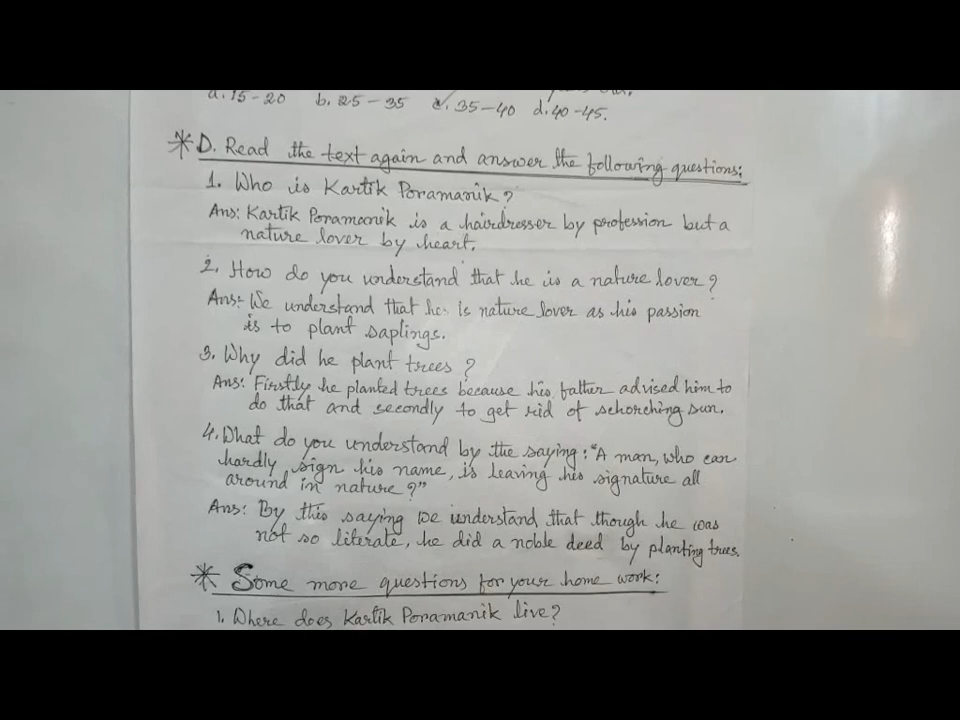 a. 15-20 b. 25-35 c. 35-40 d. 40-45.
* D. Read the text again and answer the following questions:
1. Who is Kartik Poramanik?
Ans: Kartik Poramanik is a hairdresser by profession but a
nature lover by heart.
2. How do you understand that he is a nature lover?
Ans:- We understand that he is nature lover as his passion
is to plant saplings.
3. Why did he plant trees?
Ans: Firstly he planted trees because his father advised him to
do that and secondly to get rid of schorching sun.
4. What do you understand by the saying: "A man, who can
hardly sign his name, is leaving his signature all
around in nature?"
Ans: By this saying we understand that though he was
not so literate, he did a noble deed by planting trees.
* Some more questions for your home work:
1. Where does Kartik Poramanik live?